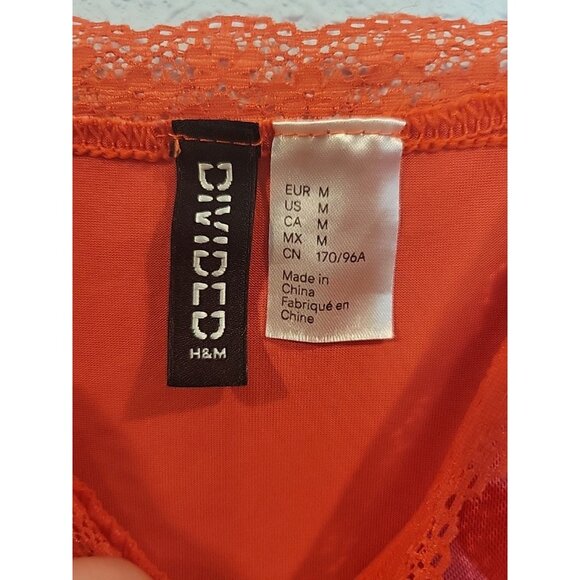 DIVIDED
H&M
EUR M
US M
CA M
MX M
CN 170/96A
Made in
China
Fabriqué en
Chine